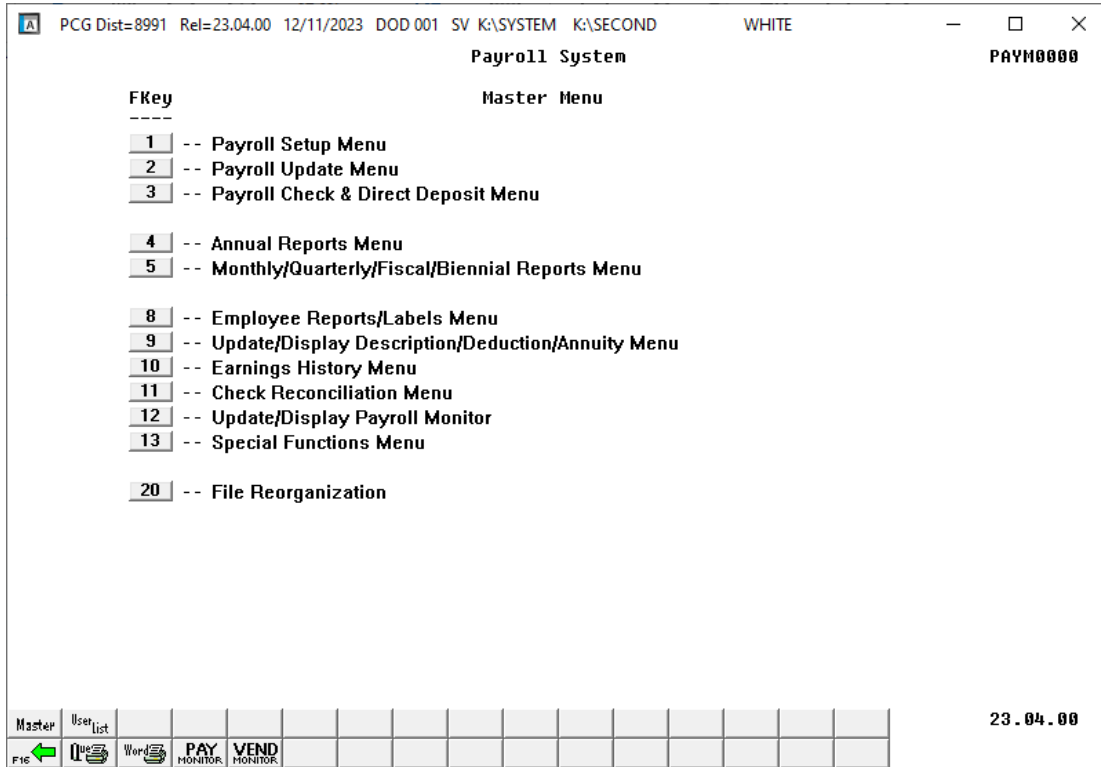 A PCG Dist=8991 Rel=23.04.00 12/11/2023 DOD 001 SV K:\SYSTEM K:\SECOND WHITE
Payroll System PAYM0000
FKey Master Menu
----
1 -- Payroll Setup Menu
2 -- Payroll Update Menu
3 -- Payroll Check & Direct Deposit Menu
4 -- Annual Reports Menu
5 -- Monthly/Quarterly/Fiscal/Biennial Reports Menu
8 -- Employee Reports/Labels Menu
9 -- Update/Display Description/Deduction/Annuity Menu
10 -- Earnings History Menu
11 -- Check Reconciliation Menu
12 -- Update/Display Payroll Monitor
13 -- Special Functions Menu
20 -- File Reorganization
Master User List 23.04.00
F16 Que Word PAY MONITOR VEND MONITOR